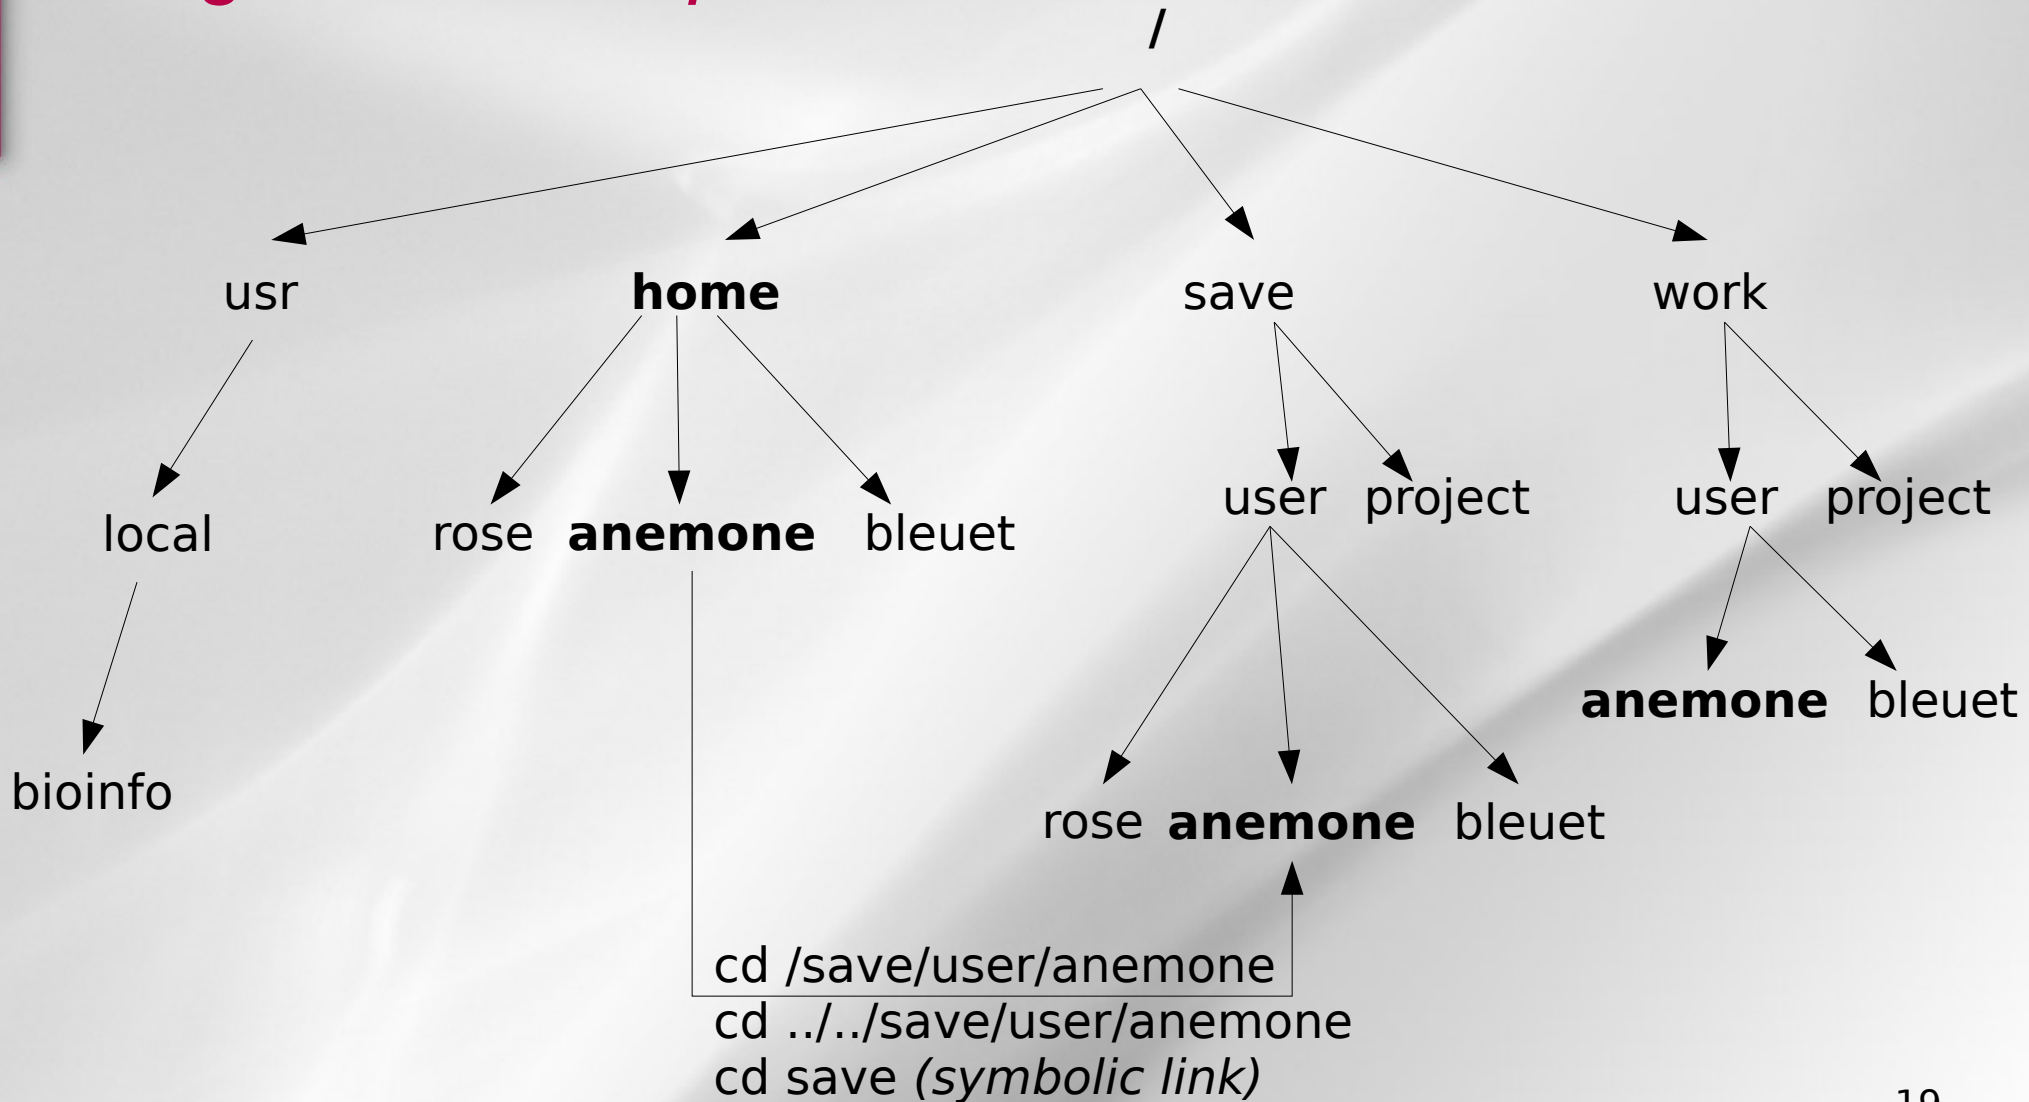 /
usr home save work
user project user project
local rose anemone bleuet
anemone bleuet
bioinfo
rose anemone bleuet
cd /save/user/anemone
cd ../../save/user/anemone
cd save (symbolic link)